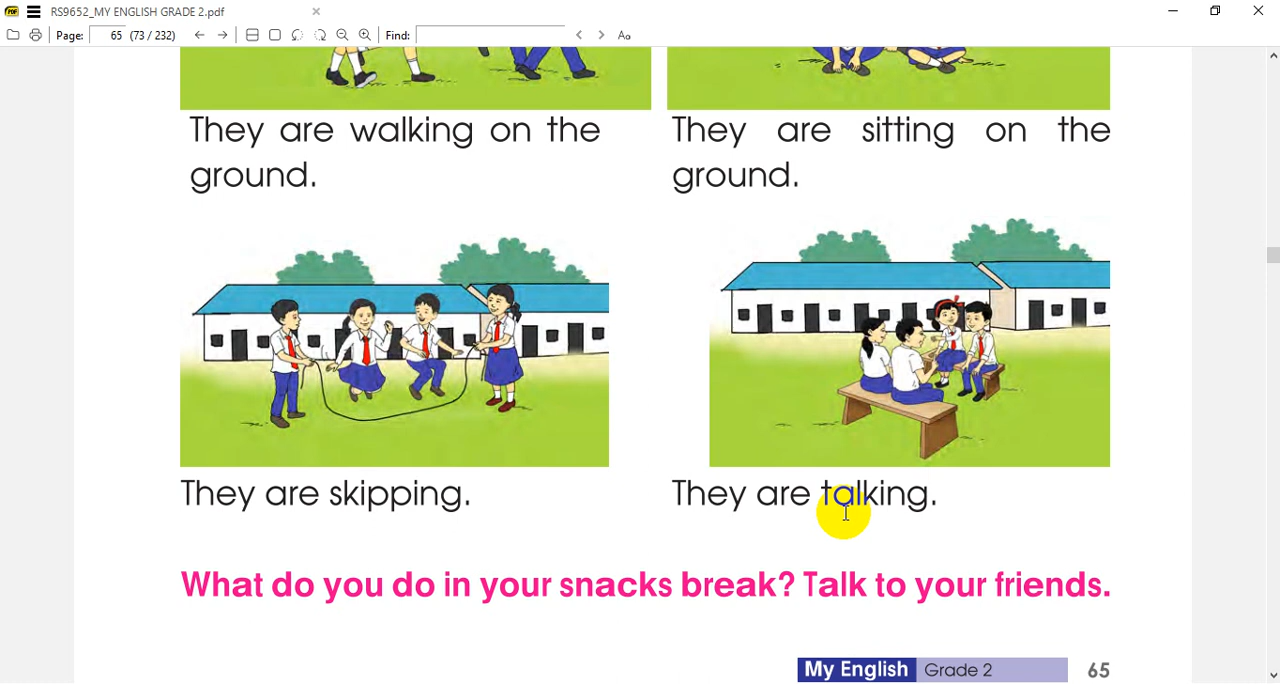 RS9652_MY ENGLISH GRADE 2.pdf
Page: 65 (73 / 232) Find: Aa
They are walking on the
ground.
They are sitting on the
ground.
They are skipping.
They are talking.
What do you do in your snacks break? Talk to your friends.
My English Grade 2 65